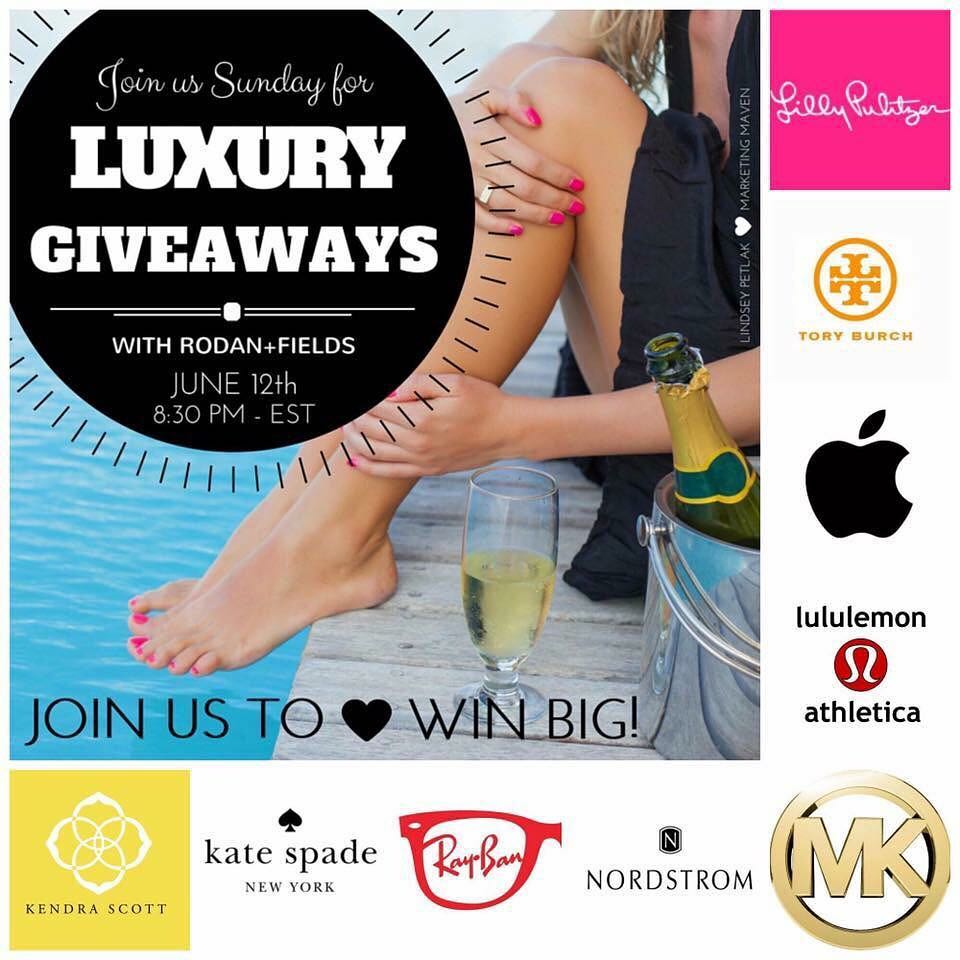 Join us Sunday for
LUXURY
GIVEAWAYS
WITH RODAN+FIELDS
JUNE 12th
8:30 PM - EST
LINDSEY PETLAK ♥ MARKETING MAVEN
JOIN US TO ♥ WIN BIG!
Lilly Pulitzer
TORY BURCH
lululemon
athletica
KENDRA SCOTT
kate spade
NEW YORK
Ray-Ban
N
NORDSTROM
MK